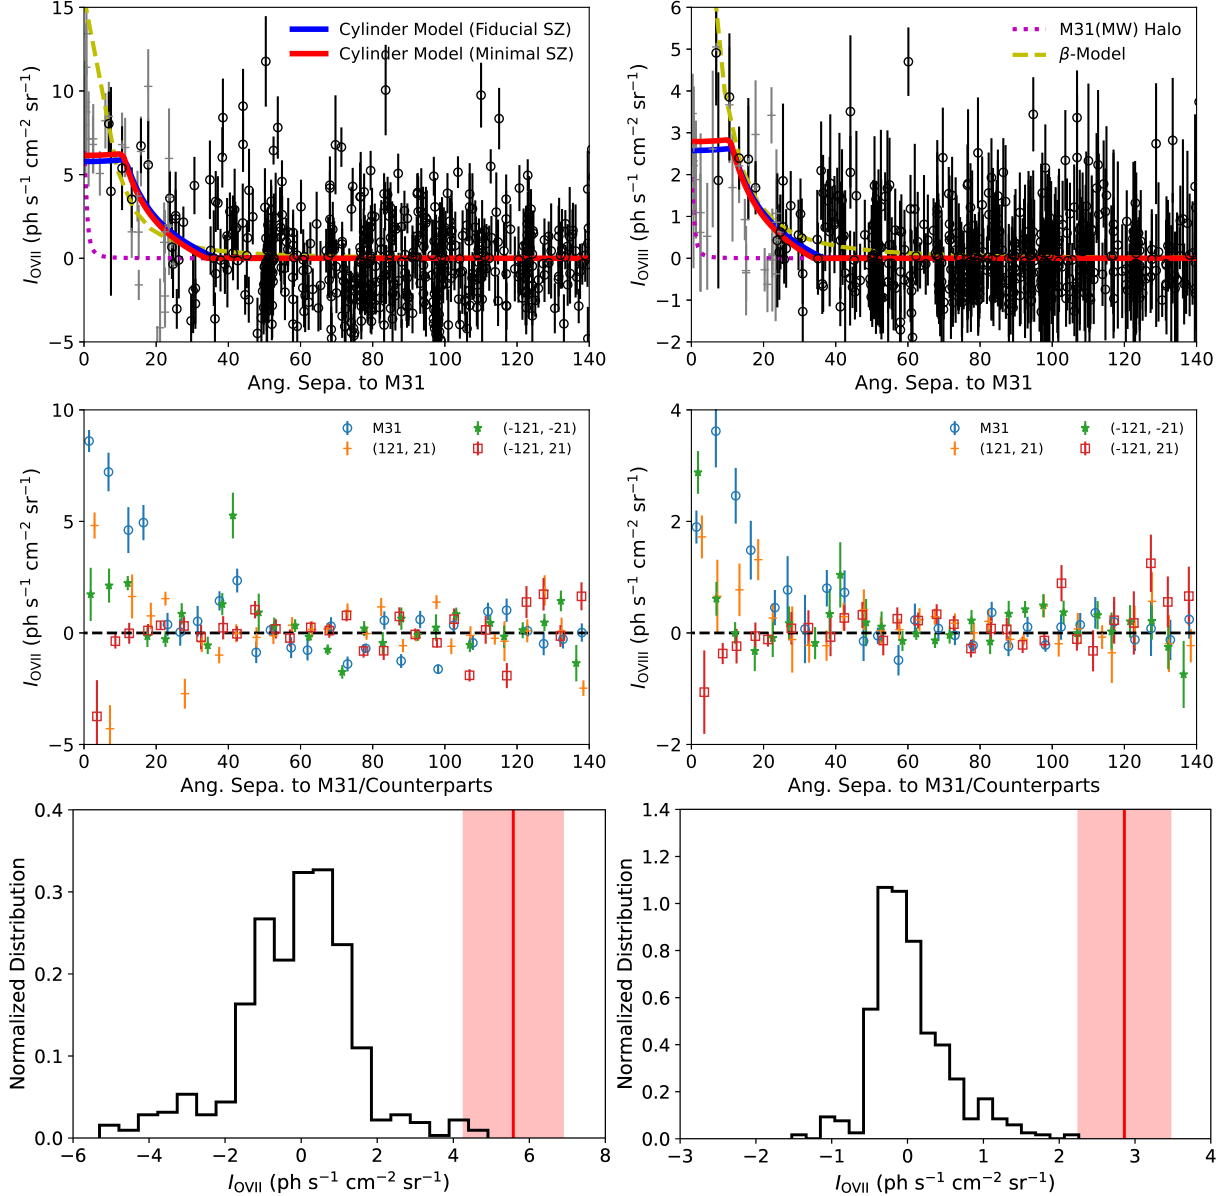 15
10
5
0
−5
I_OVII (ph s⁻¹ cm⁻² sr⁻¹)
Cylinder Model (Fiducial SZ)
Cylinder Model (Minimal SZ)
0 20 40 60 80 100 120 140
Ang. Sepa. to M31
6
5
4
3
2
1
0
−1
−2
I_OVIII (ph s⁻¹ cm⁻² sr⁻¹)
M31(MW) Halo
β-Model
0 20 40 60 80 100 120 140
Ang. Sepa. to M31
10
5
0
−5
I_OVII (ph s⁻¹ cm⁻² sr⁻¹)
M31 (-121, -21)
(121, 21) (-121, 21)
0 20 40 60 80 100 120 140
Ang. Sepa. to M31/Counterparts
4
2
0
−2
I_OVIII (ph s⁻¹ cm⁻² sr⁻¹)
M31 (-121, -21)
(121, 21) (-121, 21)
0 20 40 60 80 100 120 140
Ang. Sepa. to M31/Counterparts
0.4
0.3
0.2
0.1
0.0
Normalized Distribution
−6 −4 −2 0 2 4 6 8
I_OVII (ph s⁻¹ cm⁻² sr⁻¹)
1.4
1.2
1.0
0.8
0.6
0.4
0.2
0.0
Normalized Distribution
−3 −2 −1 0 1 2 3 4
I_OVII (ph s⁻¹ cm⁻² sr⁻¹)